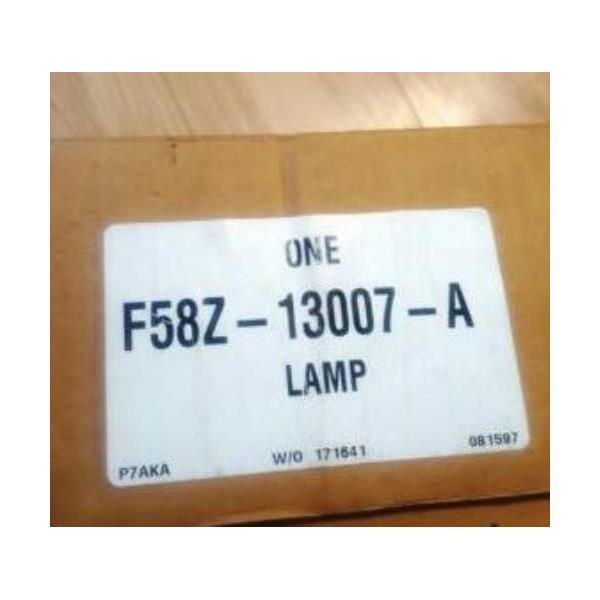 ONE
F58Z-13007-A
LAMP
P7AKA W/O 171641 081597